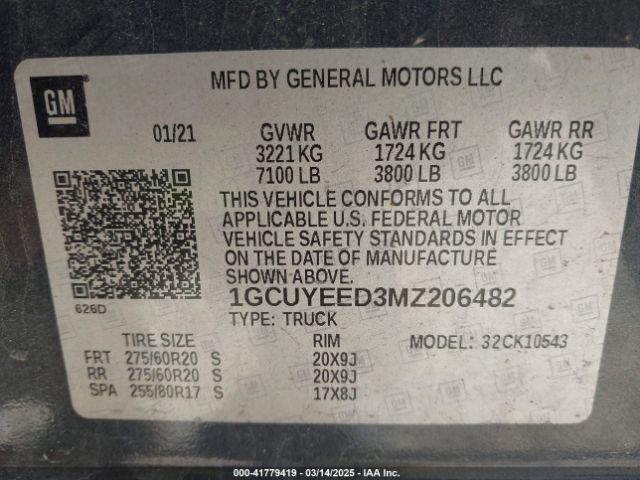 GM
MFD BY GENERAL MOTORS LLC
01/21 GVWR GAWR FRT GAWR RR
3221 KG 1724 KG 1724 KG
7100 LB 3800 LB 3800 LB
THIS VEHICLE CONFORMS TO ALL
APPLICABLE U.S. FEDERAL MOTOR
VEHICLE SAFETY STANDARDS IN EFFECT
ON THE DATE OF MANUFACTURE
SHOWN ABOVE.
626D
1GCUYEED3MZ206482
TYPE: TRUCK
TIRE SIZE RIM MODEL: 32CK10543
FRT 275/60R20 S 20X9J
RR 275/60R20 S 20X9J
SPA 255/80R17 S 17X8J
000-41779419 - 03/14/2025 - IAA Inc.